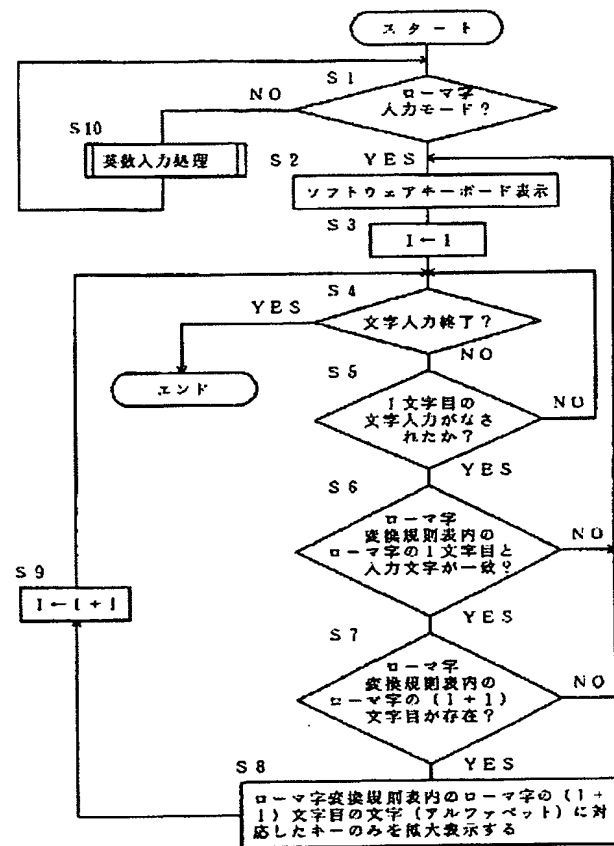 スタート
S1
ローマ字
入力モード?
NO
S10
英数入力処理
S2
YES
ソフトウェアキーボード表示
S3
I←1
S4
YES
文字入力終了?
NO
エンド
S5
I文字目の
文字入力がなさ
れたか?
NO
YES
S6
ローマ字
変換規則表内の
ローマ字のI文字目と
入力文字が一致?
NO
S9
I←I+1
YES
S7
ローマ字
変換規則表内の
ローマ字の(I+1)
文字目が存在?
NO
YES
S8
ローマ字変換規則表内のローマ字の(I+
1)文字目の文字(アルファベット)に対
応したキーのみを拡大表示する